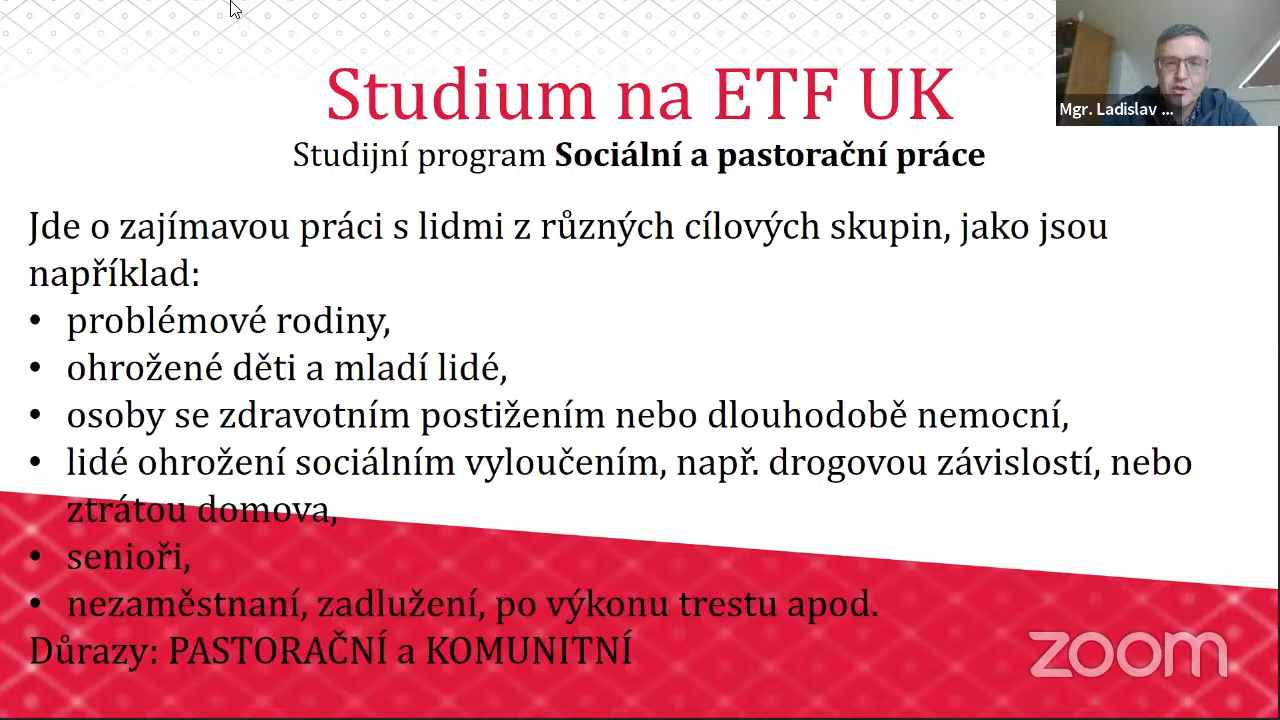 Studium na ETF UK
Mgr. Ladislav ...
Studijní program Sociální a pastorační práce
Jde o zajímavou práci s lidmi z různých cílových skupin, jako jsou
například:
• problémové rodiny,
• ohrožené děti a mladí lidé,
• osoby se zdravotním postižením nebo dlouhodobě nemocní,
• lidé ohrožení sociálním vyloučením, např. drogovou závislostí, nebo
ztrátou domova,
• senioři,
• nezaměstnaní, zadlužení, po výkonu trestu apod.
Důrazy: PASTORAČNÍ a KOMUNITNÍ
zoom